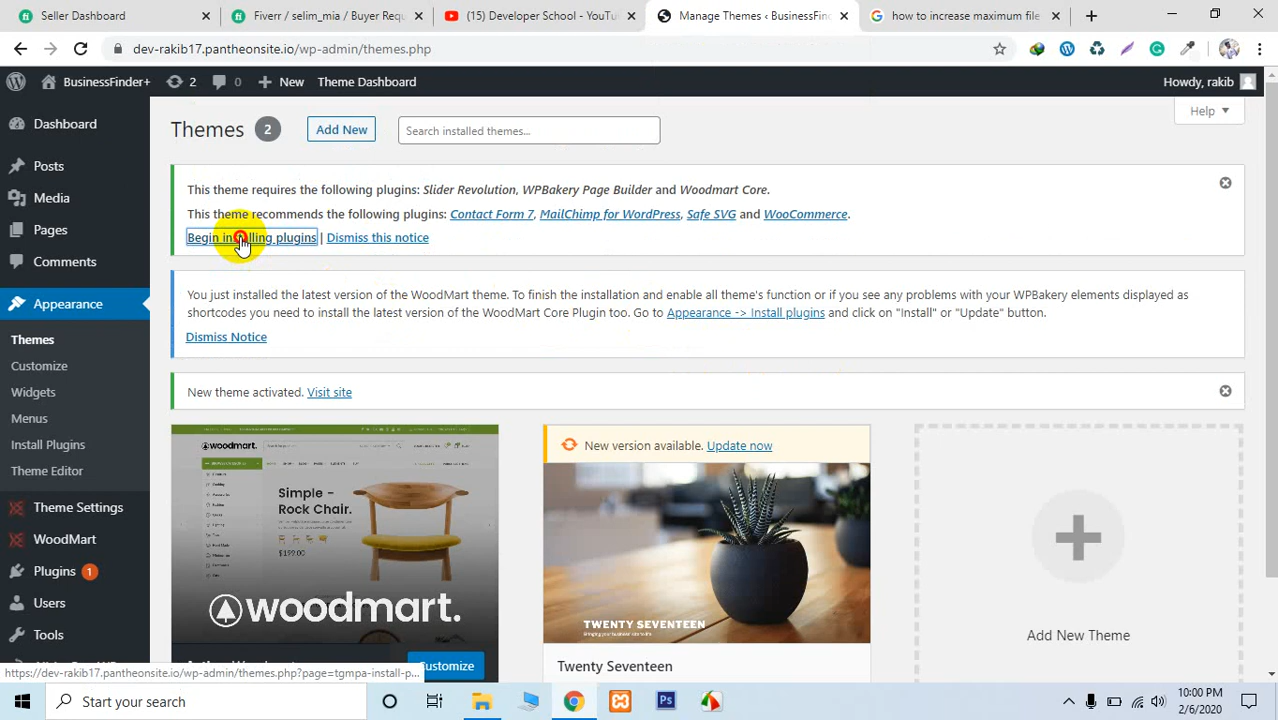 Seller Dashboard
Fiverr / selim_mia / Buyer Requ
(15) Developer School - YouTu
Manage Themes ‹ BusinessFind
how to increase maximum file
dev-rakib17.pantheonsite.io/wp-admin/themes.php
BusinessFinder+ 2 0 New Theme Dashboard Howdy, rakib
Help
Dashboard
Posts
Media
Pages
Comments
Appearance
Themes
Customize
Widgets
Menus
Install Plugins
Theme Editor
Theme Settings
WoodMart
Plugins 1
Users
Tools
Themes 2 Add New Search installed themes...
This theme requires the following plugins: Slider Revolution, WPBakery Page Builder and Woodmart Core.
This theme recommends the following plugins: Contact Form 7, MailChimp for WordPress, Safe SVG and WooCommerce.
Begin installing plugins | Dismiss this notice
You just installed the latest version of the WoodMart theme. To finish the installation and enable all theme's function or if you see any problems with your WPBakery elements displayed as
shortcodes you need to install the latest version of the WoodMart Core Plugin too. Go to Appearance -> Install plugins and click on "Install" or "Update" button.
Dismiss Notice
New theme activated. Visit site
woodmart.
Simple -
Rock Chair.
$199.00
woodmart.
Customize
New version available. Update now
TWENTY SEVENTEEN
Twenty Seventeen
Add New Theme
https://dev-rakib17.pantheonsite.io/wp-admin/themes.php?page=tgmpa-install-p...
Start your search
10:00 PM
2/6/2020